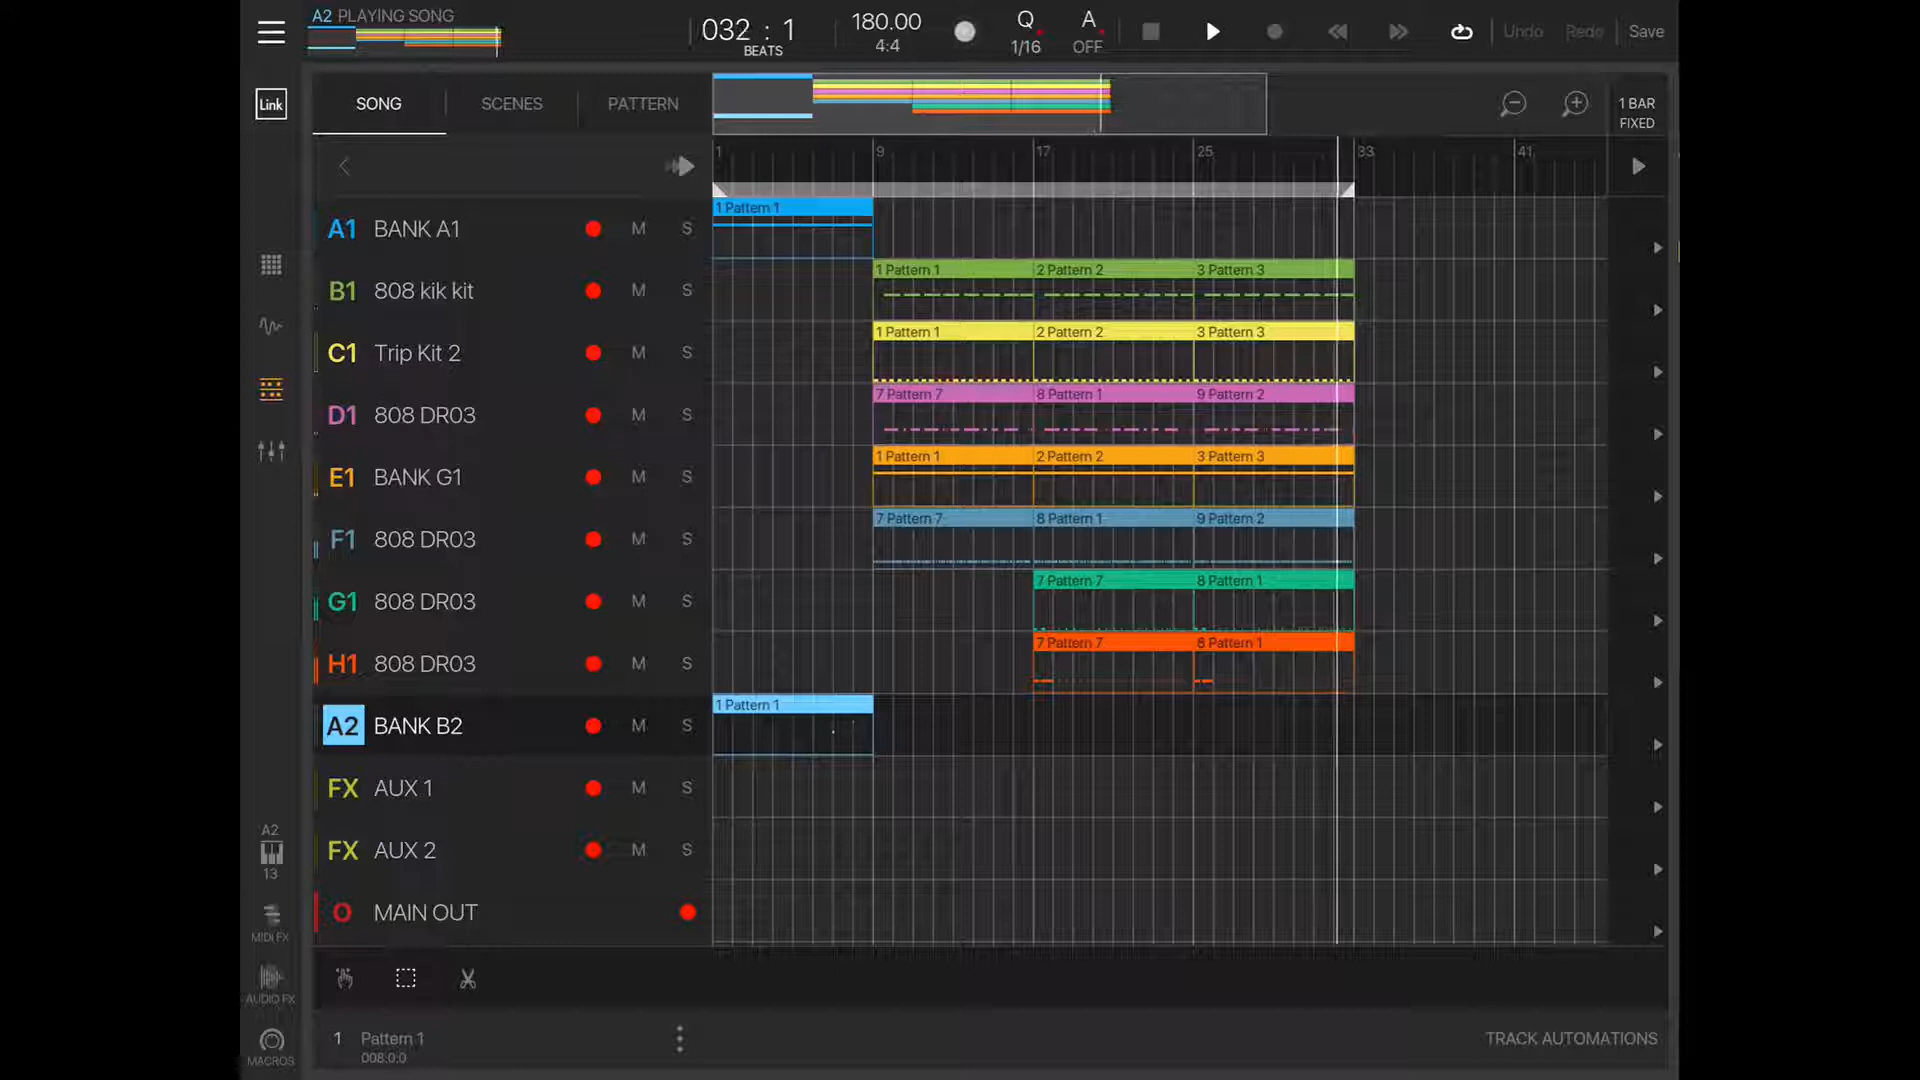 A2 PLAYING SONG
032 : 1
BEATS
180.00
4:4
Q
1/16
A
OFF
Undo
Redo
Save
Link
SONG
SCENES
PATTERN
1 BAR
FIXED
1
9
17
25
33
41
A1 BANK A1 M S
1 Pattern 1
B1 808 kik kit M S
1 Pattern 1
2 Pattern 2
3 Pattern 3
C1 Trip Kit 2 M S
1 Pattern 1
2 Pattern 2
3 Pattern 3
D1 808 DR03 M S
7 Pattern 7
8 Pattern 1
9 Pattern 2
E1 BANK G1 M S
1 Pattern 1
2 Pattern 2
3 Pattern 3
F1 808 DR03 M S
7 Pattern 7
8 Pattern 1
9 Pattern 2
G1 808 DR03 M S
7 Pattern 7
8 Pattern 1
H1 808 DR03 M S
7 Pattern 7
8 Pattern 1
A2 BANK B2 M S
1 Pattern 1
FX AUX 1 M S
FX AUX 2 M S
O MAIN OUT
A2
13
MIDI FX
AUDIO FX
MACROS
1 Pattern 1
008:0:0
TRACK AUTOMATIONS